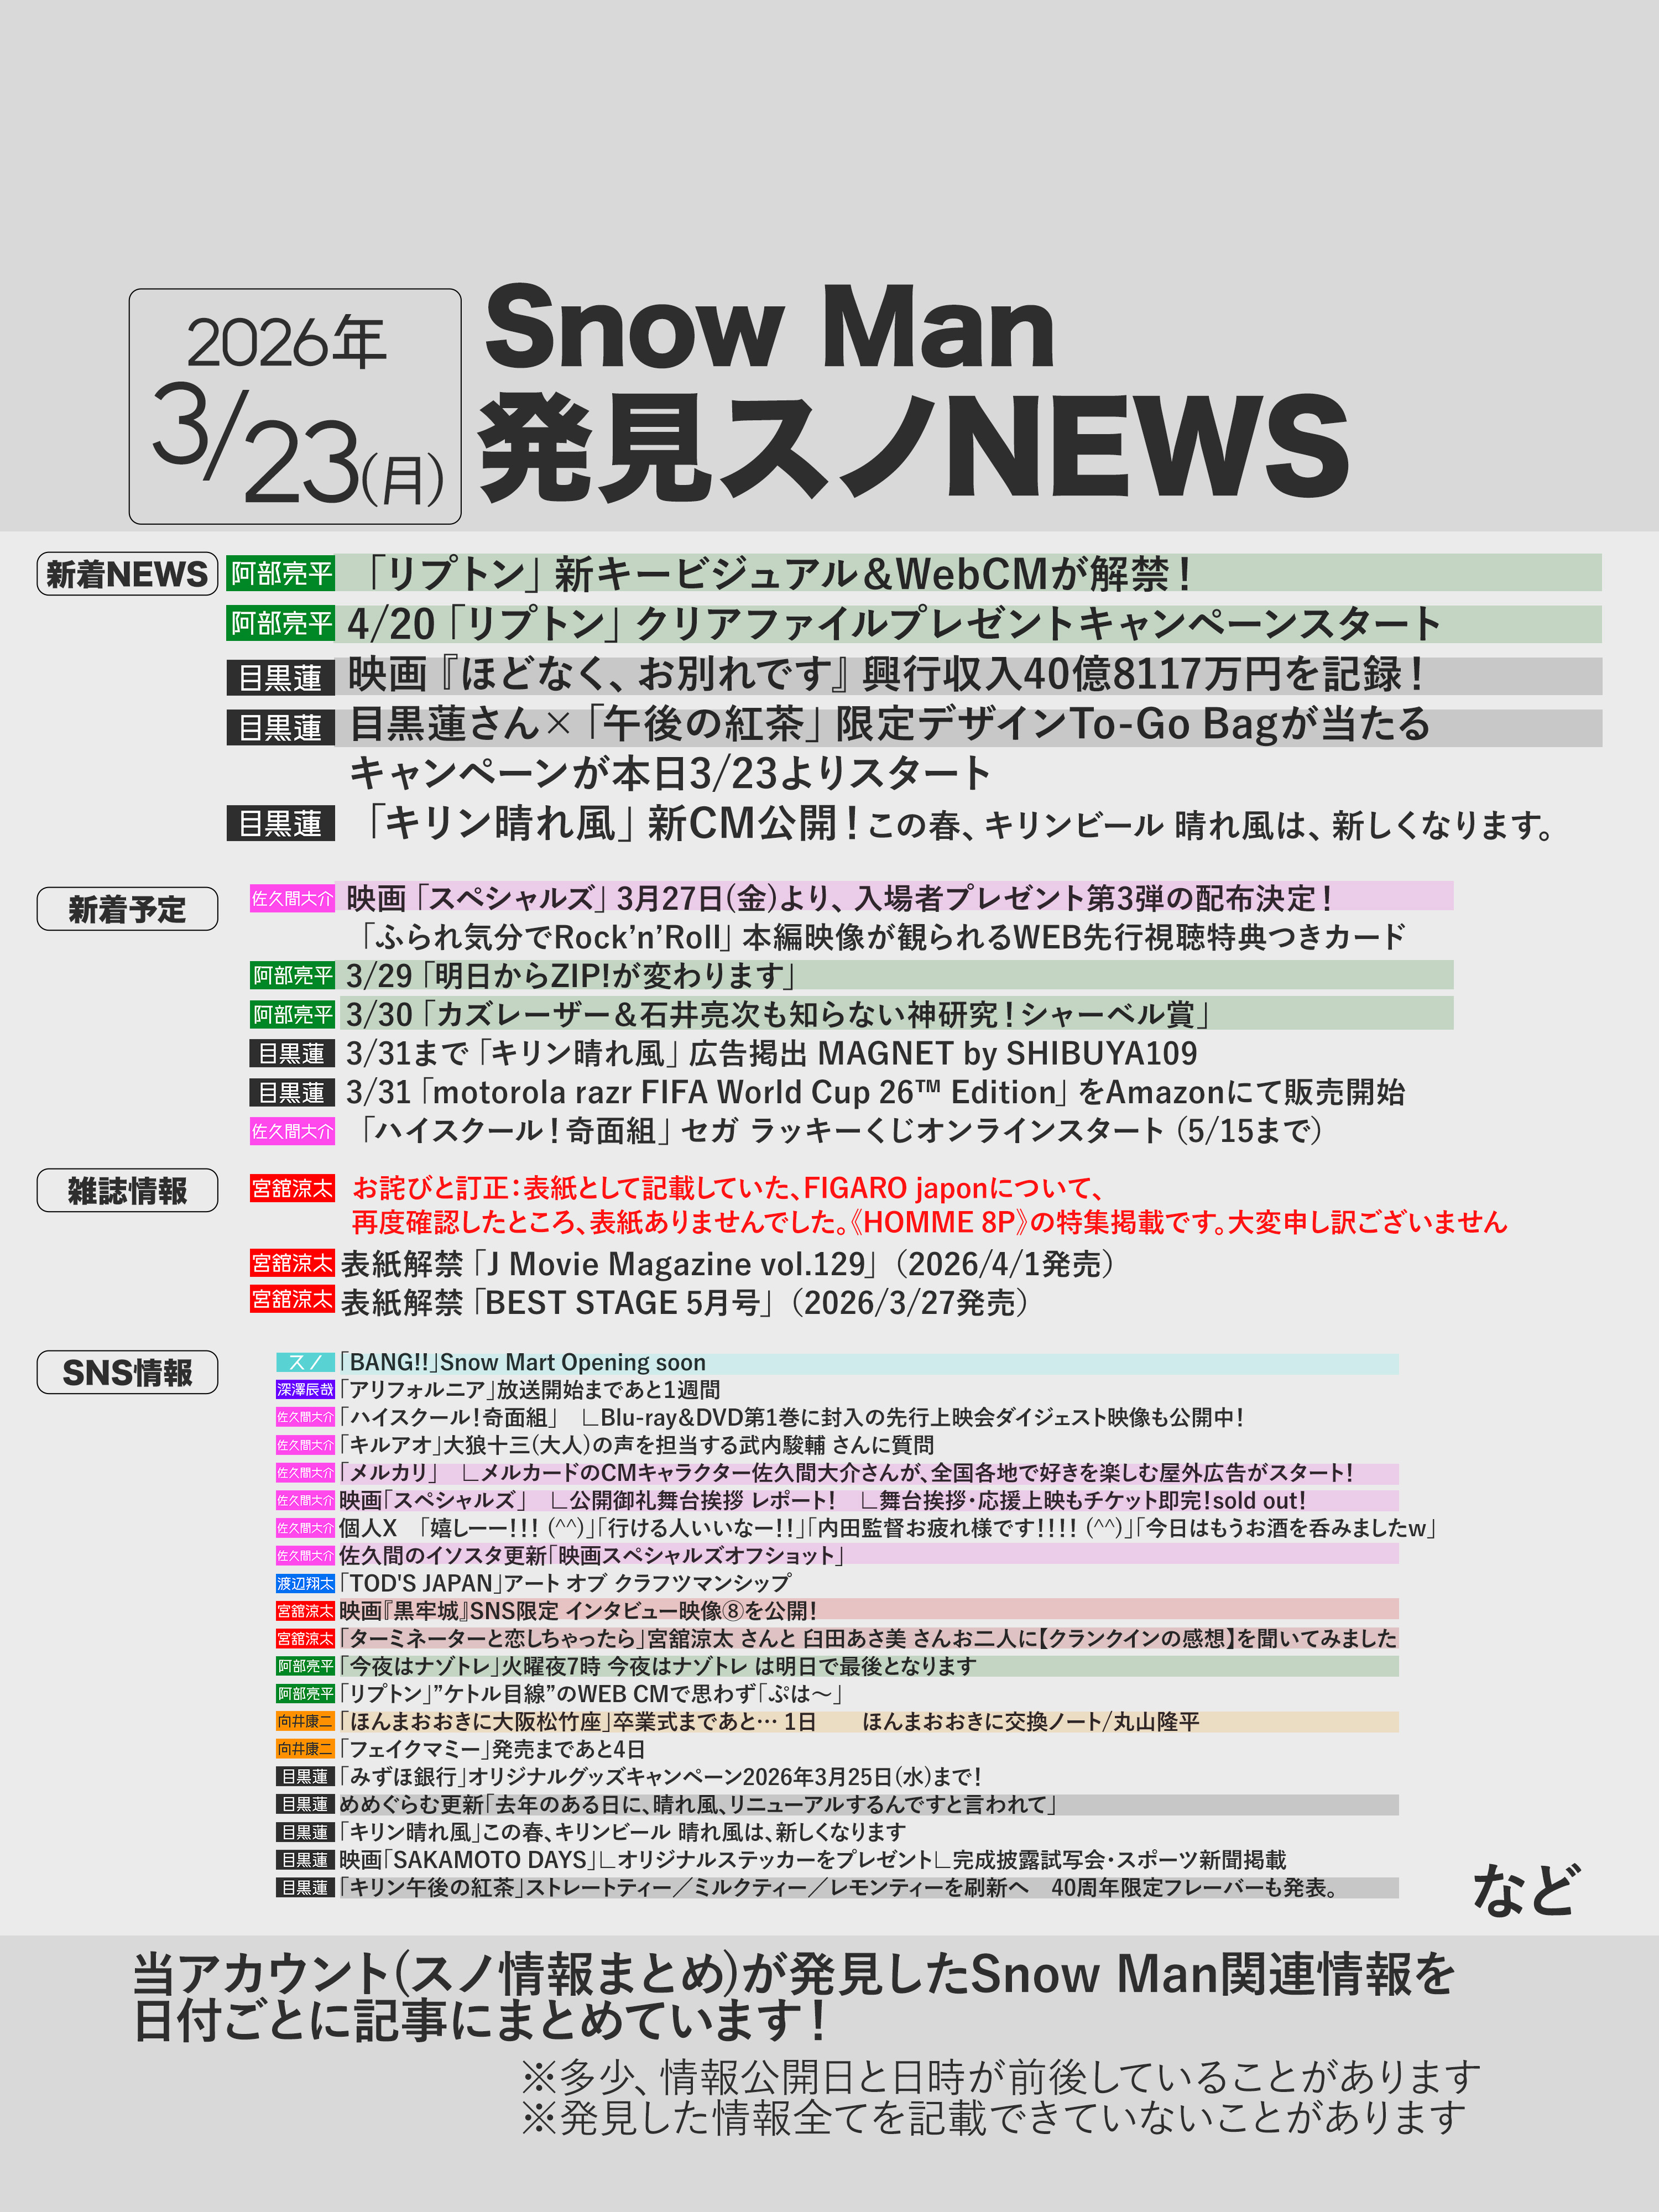 2026年
3/23(月)
Snow Man
発見スノNEWS
新着NEWS
阿部亮平 「リプトン」新キービジュアル＆WebCMが解禁！
阿部亮平 4/20「リプトン」クリアファイルプレゼントキャンペーンスタート
目黒蓮 映画『ほどなく、お別れです』興行収入40億8117万円を記録！
目黒蓮 目黒蓮さん×「午後の紅茶」限定デザインTo-Go Bagが当たる
キャンペーンが本日3/23よりスタート
目黒蓮 「キリン晴れ風」新CM公開！この春、キリンビール 晴れ風は、新しくなります。
新着予定
佐久間大介 映画「スペシャルズ」3月27日(金)より、入場者プレゼント第3弾の配布決定！
「ふられ気分でRock’n’Roll」本編映像が観られるWEB先行視聴特典つきカード
阿部亮平 3/29「明日からZIP!が変わります」
阿部亮平 3/30「カズレーザー＆石井亮次も知らない神研究！シャーベル賞」
目黒蓮 3/31まで「キリン晴れ風」広告掲出 MAGNET by SHIBUYA109
目黒蓮 3/31「motorola razr FIFA World Cup 26™ Edition」をAmazonにて販売開始
佐久間大介 「ハイスクール！奇面組」セガ ラッキーくじオンラインスタート（5/15まで）
雑誌情報
宮舘涼太 お詫びと訂正：表紙として記載していた、FIGARO japonについて、
再度確認したところ、表紙ありませんでした。《HOMME 8P》の特集掲載です。大変申し訳ございません
宮舘涼太 表紙解禁「J Movie Magazine vol.129」（2026/4/1発売）
宮舘涼太 表紙解禁「BEST STAGE 5月号」（2026/3/27発売）
SNS情報
スノ 「BANG!!」Snow Mart Opening soon
深澤辰哉 「アリフォルニア」放送開始まであと1週間
佐久間大介 「ハイスクール！奇面組」 ∟Blu-ray&DVD第1巻に封入の先行上映会ダイジェスト映像も公開中！
佐久間大介 「キルアオ」大狼十三(大人)の声を担当する武内駿輔 さんに質問
佐久間大介 「メルカリ」 ∟メルカードのCMキャラクター佐久間大介さんが、全国各地で好きを楽しむ屋外広告がスタート！
佐久間大介 映画「スペシャルズ」 ∟公開御礼舞台挨拶 レポート！ ∟舞台挨拶・応援上映もチケット即完！sold out！
佐久間大介 個人X 「嬉しーー！！！(^^)」「行ける人いいなー！！」「内田監督お疲れ様です！！！！(^^)」「今日はもうお酒を呑みましたw」
佐久間大介 佐久間のイソスタ更新「映画スペシャルズオフショット」
渡辺翔太 「TOD'S JAPAN」アート オブ クラフツマンシップ
宮舘涼太 映画『黒牢城』SNS限定 インタビュー映像⑧を公開！
宮舘涼太 「ターミネーターと恋しちゃったら」宮舘涼太 さんと 臼田あさ美 さんお二人に【クランクインの感想】を聞いてみました
阿部亮平 「今夜はナゾトレ」火曜夜7時 今夜はナゾトレ は明日で最後となります
阿部亮平 「リプトン」”ケトル目線”のWEB CMで思わず「ぷは～」
向井康二 「ほんまおおきに大阪松竹座」卒業式まであと… 1日 ほんまおおきに交換ノート/丸山隆平
向井康二 「フェイクマミー」発売まであと4日
目黒蓮 「みずほ銀行」オリジナルグッズキャンペーン2026年3月25日(水)まで！
目黒蓮 めめぐらむ更新「去年のある日に、晴れ風、リニューアルするんですと言われて」
目黒蓮 「キリン晴れ風」この春、キリンビール 晴れ風は、新しくなります
目黒蓮 映画「SAKAMOTO DAYS」∟オリジナルステッカーをプレゼント∟完成披露試写会・スポーツ新聞掲載
目黒蓮 「キリン午後の紅茶」ストレートティー／ミルクティー／レモンティーを刷新へ 40周年限定フレーバーも発表。
など
当アカウント(スノ情報まとめ)が発見したSnow Man関連情報を
日付ごとに記事にまとめています！
※多少、情報公開日と日時が前後していることがあります
※発見した情報全てを記載できていないことがあります